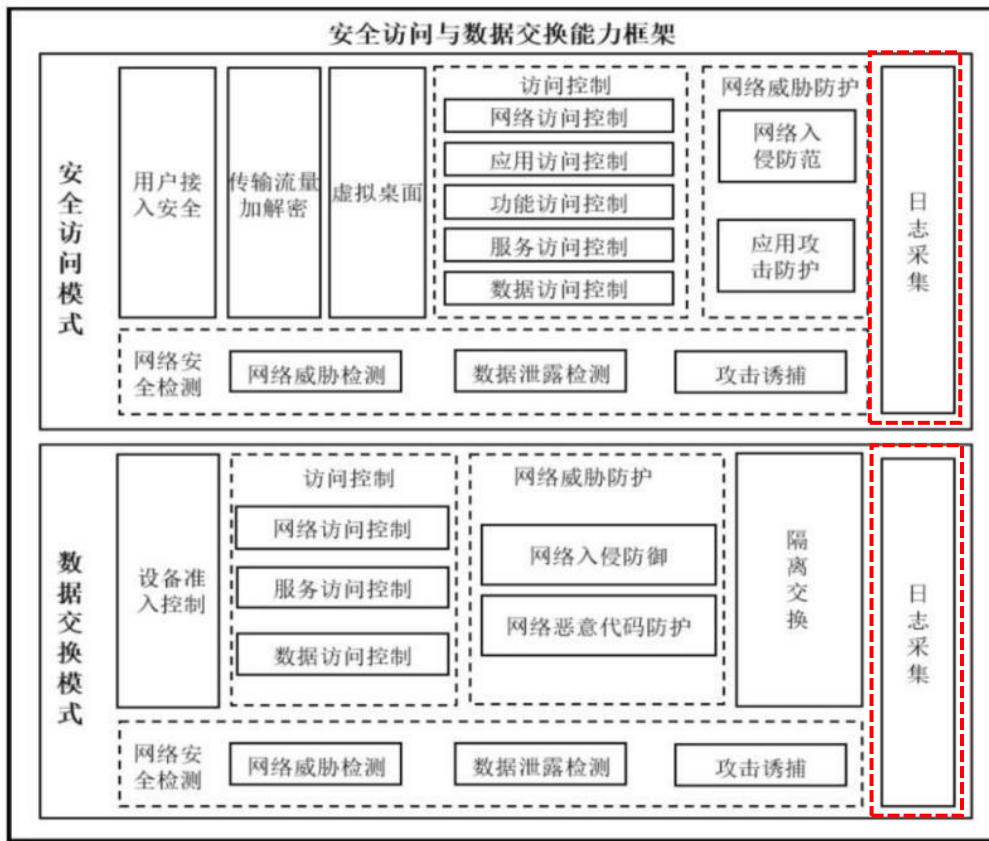 安全访问与数据交换能力框架
安全访问模式
用户接
入安全
传输流量
加解密
虚拟桌面
访问控制
网络访问控制
应用访问控制
功能访问控制
服务访问控制
数据访问控制
网络威胁防护
网络入
侵防范
应用攻
击防护
日志采集
网络安
全检测
网络威胁检测
数据泄露检测
攻击诱捕
数据交换模式
设备准
入控制
访问控制
网络访问控制
服务访问控制
数据访问控制
网络威胁防护
网络入侵防御
网络恶意代码防护
隔离交换
日志采集
网络安
全检测
网络威胁检测
数据泄露检测
攻击诱捕